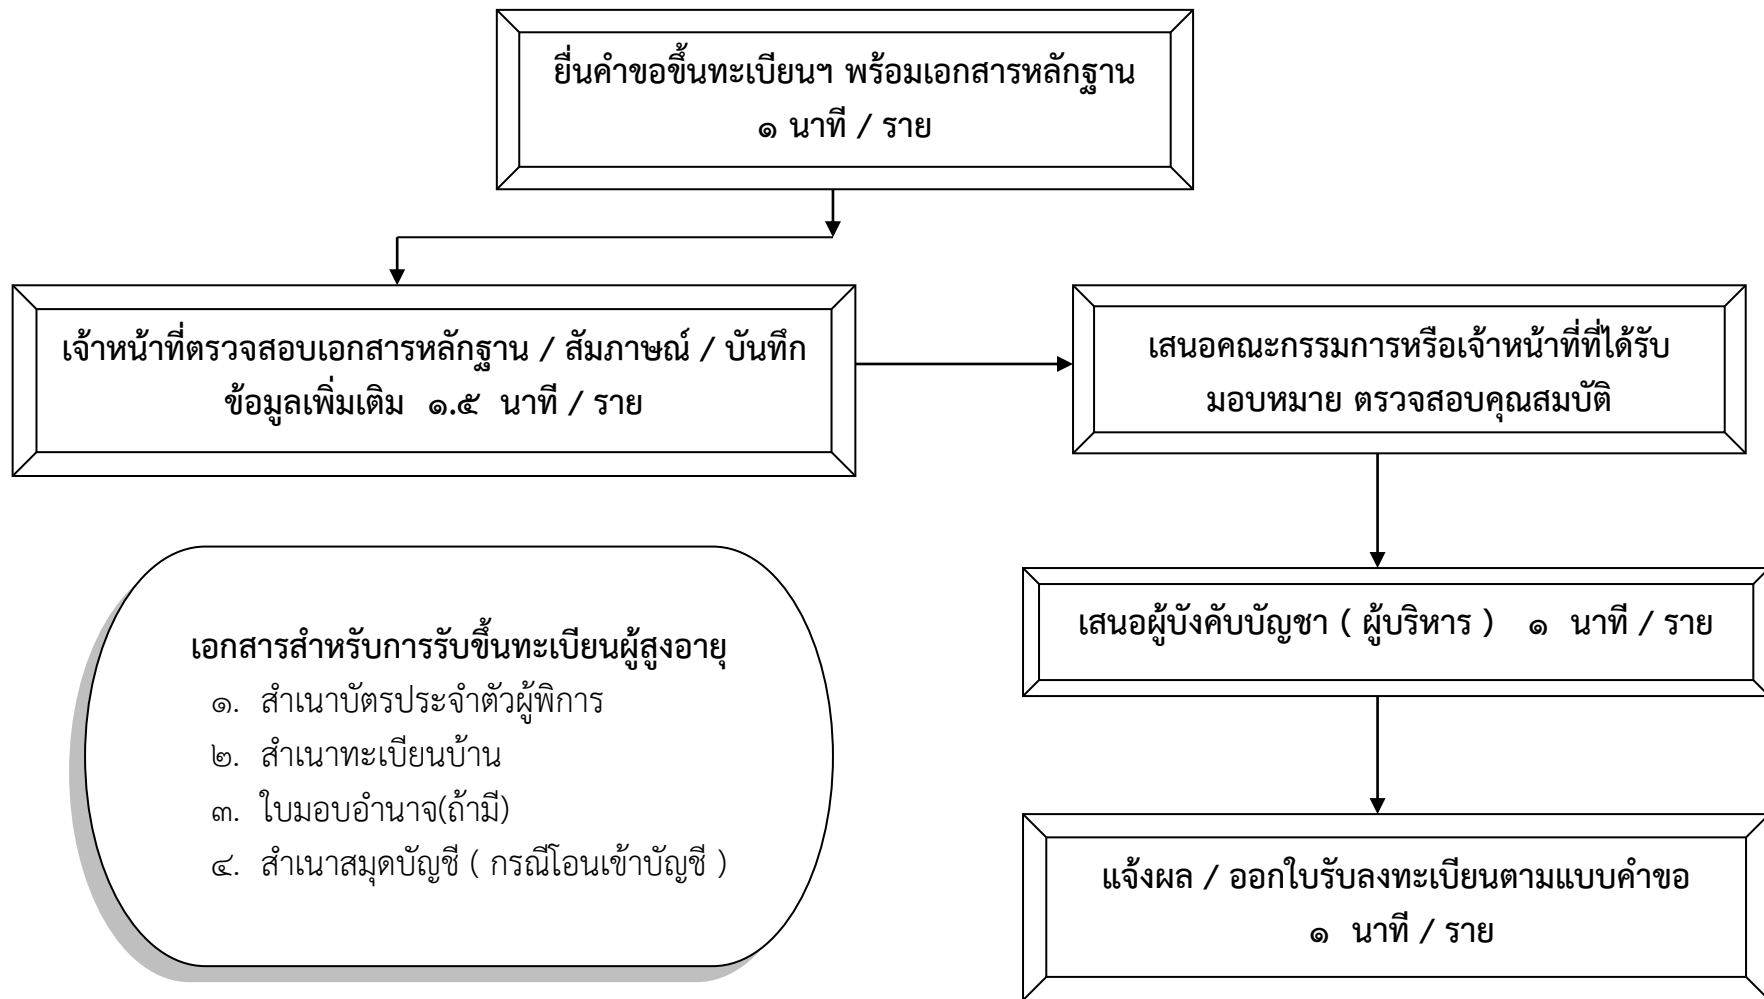 ยื่นคำขอขึ้นทะเบียนฯ พร้อมเอกสารหลักฐาน
๑ นาที / ราย
เจ้าหน้าที่ตรวจสอบเอกสารหลักฐาน / สัมภาษณ์ / บันทึก
ข้อมูลเพิ่มเติม ๑.๕ นาที / ราย
เสนอคณะกรรมการหรือเจ้าหน้าที่ที่ได้รับ
มอบหมาย ตรวจสอบคุณสมบัติ
เสนอผู้บังคับบัญชา ( ผู้บริหาร ) ๑ นาที / ราย
แจ้งผล / ออกใบรับลงทะเบียนตามแบบคำขอ
๑ นาที / ราย
เอกสารสำหรับการรับขึ้นทะเบียนผู้สูงอายุ
๑. สำเนาบัตรประจำตัวผู้พิการ
๒. สำเนาทะเบียนบ้าน
๓. ใบมอบอำนาจ(ถ้ามี)
๔. สำเนาสมุดบัญชี ( กรณีโอนเข้าบัญชี )